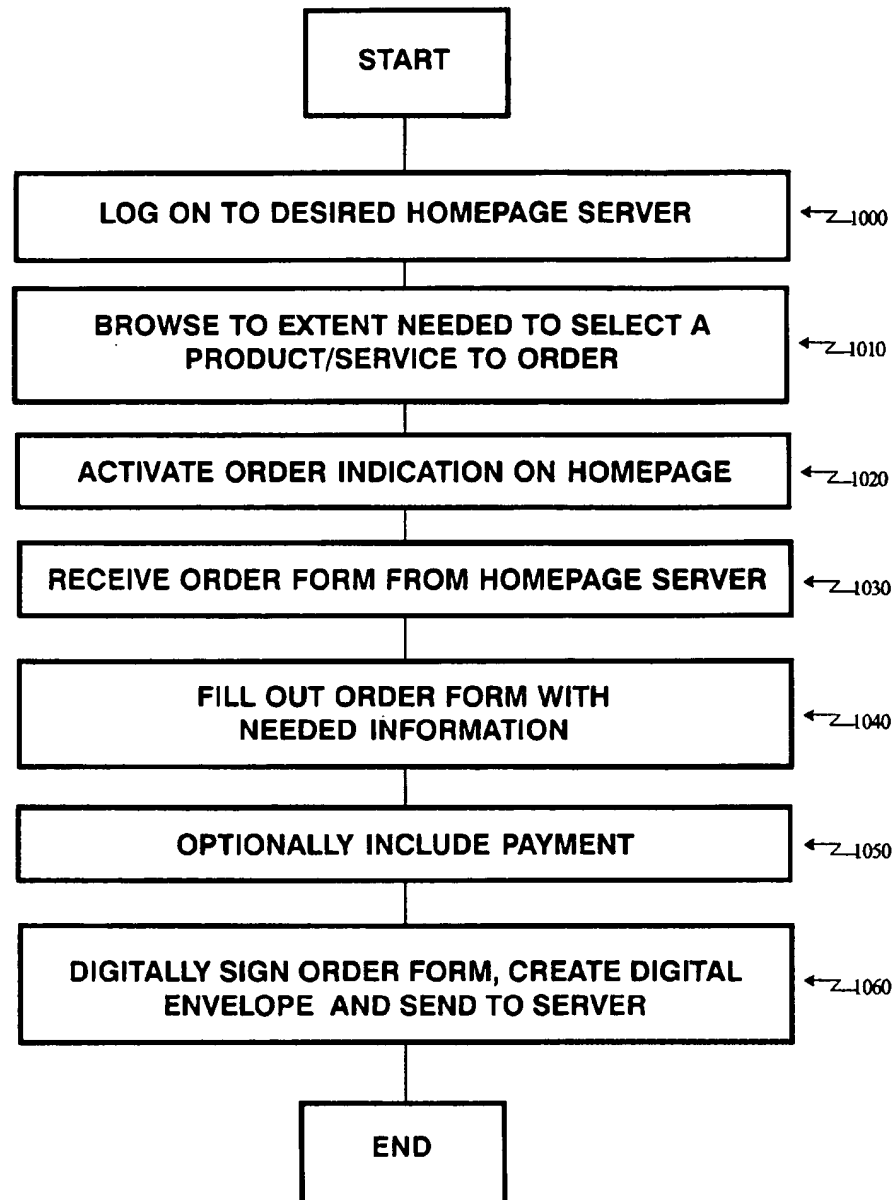 START
LOG ON TO DESIRED HOMEPAGE SERVER
1000
BROWSE TO EXTENT NEEDED TO SELECT A
PRODUCT/SERVICE TO ORDER
1010
ACTIVATE ORDER INDICATION ON HOMEPAGE
1020
RECEIVE ORDER FORM FROM HOMEPAGE SERVER
1030
FILL OUT ORDER FORM WITH
NEEDED INFORMATION
1040
OPTIONALLY INCLUDE PAYMENT
1050
DIGITALLY SIGN ORDER FORM, CREATE DIGITAL
ENVELOPE AND SEND TO SERVER
1060
END